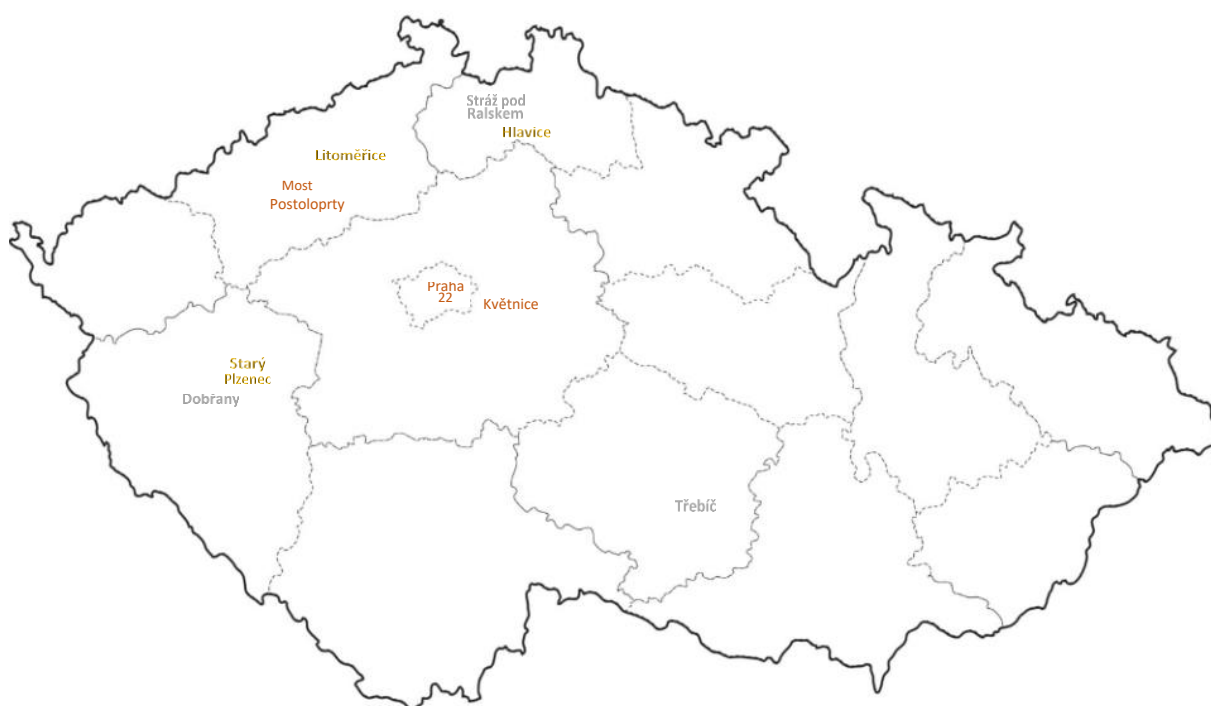 Stráž pod
Ralskem
Hlavice
Litoměřice
Most
Postoloprty
Praha
22
Květnice
Starý
Plzenec
Dobřany
Třebíč